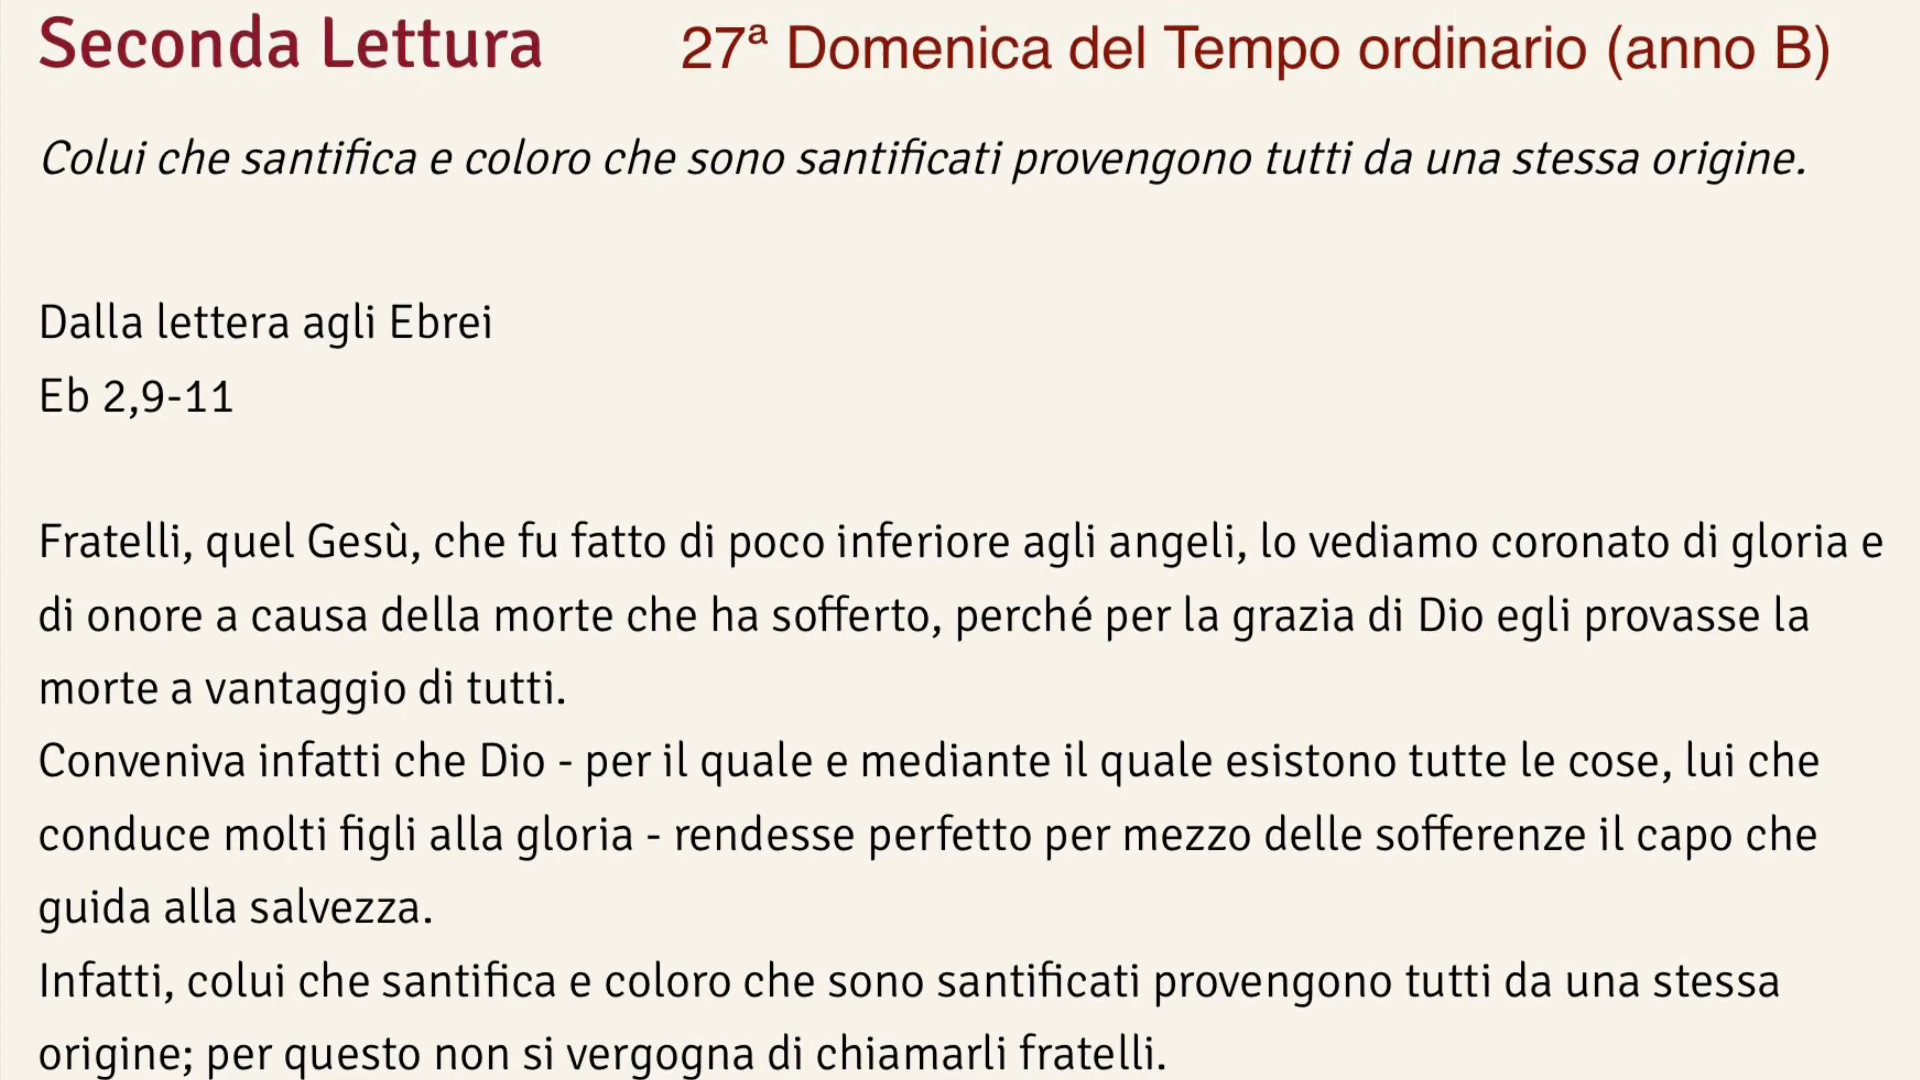 Seconda Lettura 27ª Domenica del Tempo ordinario (anno B)
Colui che santifica e coloro che sono santificati provengono tutti da una stessa origine.
Dalla lettera agli Ebrei
Eb 2,9-11
Fratelli, quel Gesù, che fu fatto di poco inferiore agli angeli, lo vediamo coronato di gloria e
di onore a causa della morte che ha sofferto, perché per la grazia di Dio egli provasse la
morte a vantaggio di tutti.
Conveniva infatti che Dio - per il quale e mediante il quale esistono tutte le cose, lui che
conduce molti figli alla gloria - rendesse perfetto per mezzo delle sofferenze il capo che
guida alla salvezza.
Infatti, colui che santifica e coloro che sono santificati provengono tutti da una stessa
origine; per questo non si vergogna di chiamarli fratelli.